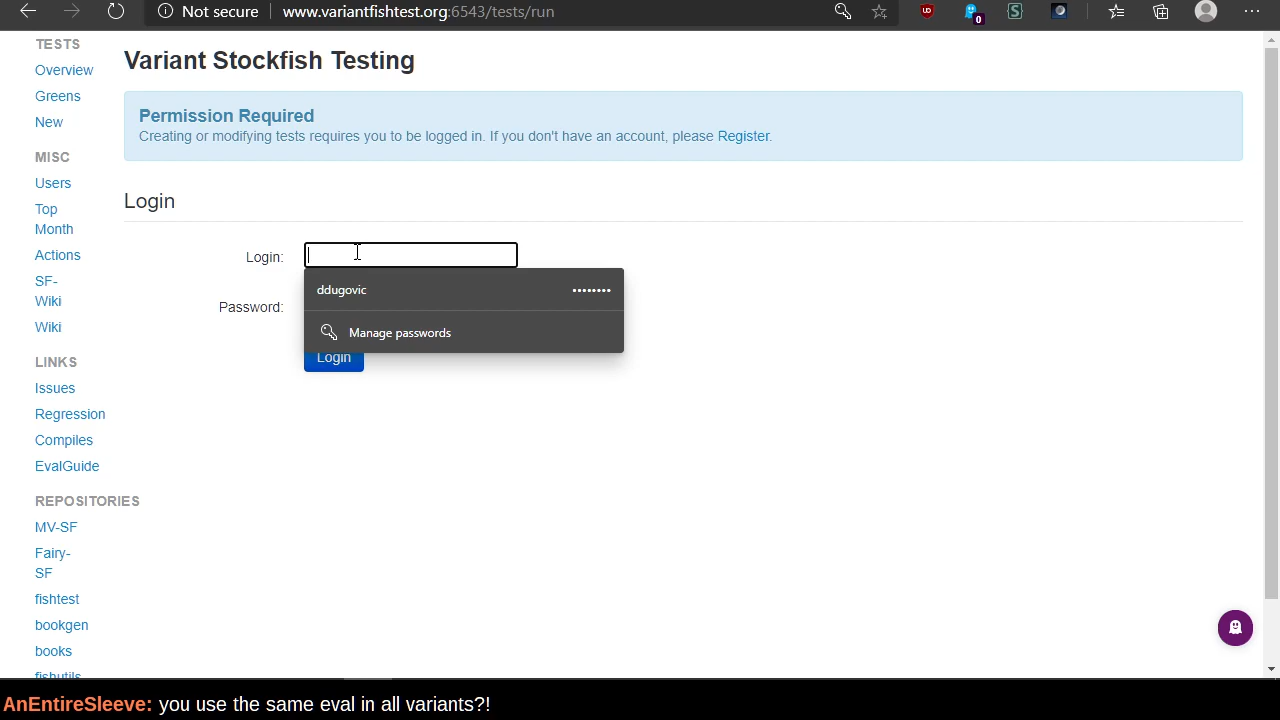 Not secure
www.variantfishtest.org:6543/tests/run
0
TESTS
Overview
Greens
New
MISC
Users
Top
Month
Actions
SF-
Wiki
Wiki
LINKS
Issues
Regression
Compiles
EvalGuide
REPOSITORIES
MV-SF
Fairy-
SF
fishtest
bookgen
books
fishutils
Variant Stockfish Testing
Permission Required
Creating or modifying tests requires you to be logged in. If you don't have an account, please Register.
Login
Login:
ddugovic ••••••••
Manage passwords
Password:
Login
AnEntireSleeve: you use the same eval in all variants?!